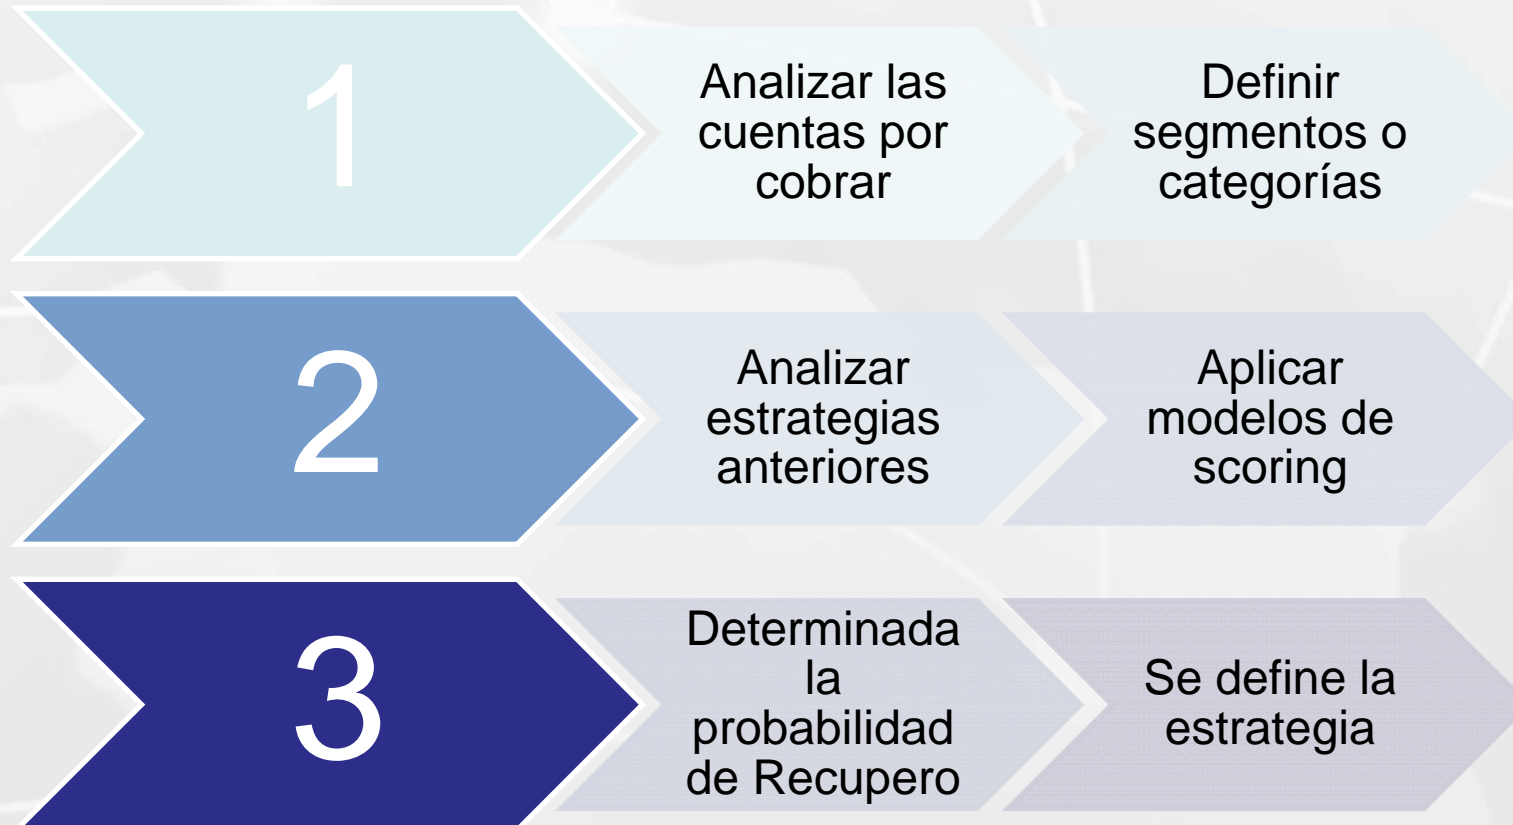 1
Analizar las
cuentas por
cobrar
Definir
segmentos o
categorías
2
Analizar
estrategias
anteriores
Aplicar
modelos de
scoring
3
Determinada
la
probabilidad
de Recupero
Se define la
estrategia